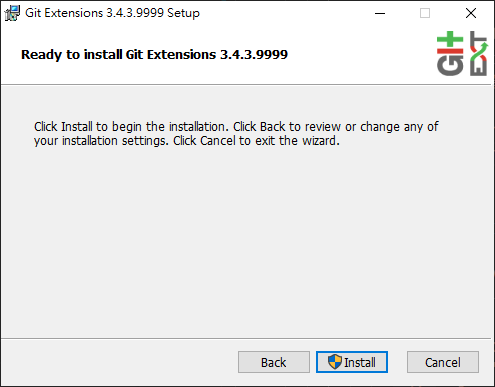 Git Extensions 3.4.3.9999 Setup
Ready to install Git Extensions 3.4.3.9999
Git
Ext
Click Install to begin the installation. Click Back to review or change any of
your installation settings. Click Cancel to exit the wizard.
Back
Install
Cancel